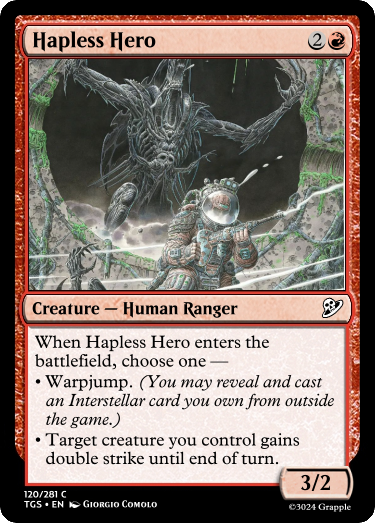 Hapless Hero 2
Creature — Human Ranger
When Hapless Hero enters the
battlefield, choose one —
• Warpjump. (You may reveal and cast
an Interstellar card you own from outside
the game.)
• Target creature you control gains
double strike until end of turn.
3/2
120/281 C
TGS • EN Giorgio Comolo
©3024 Grapple